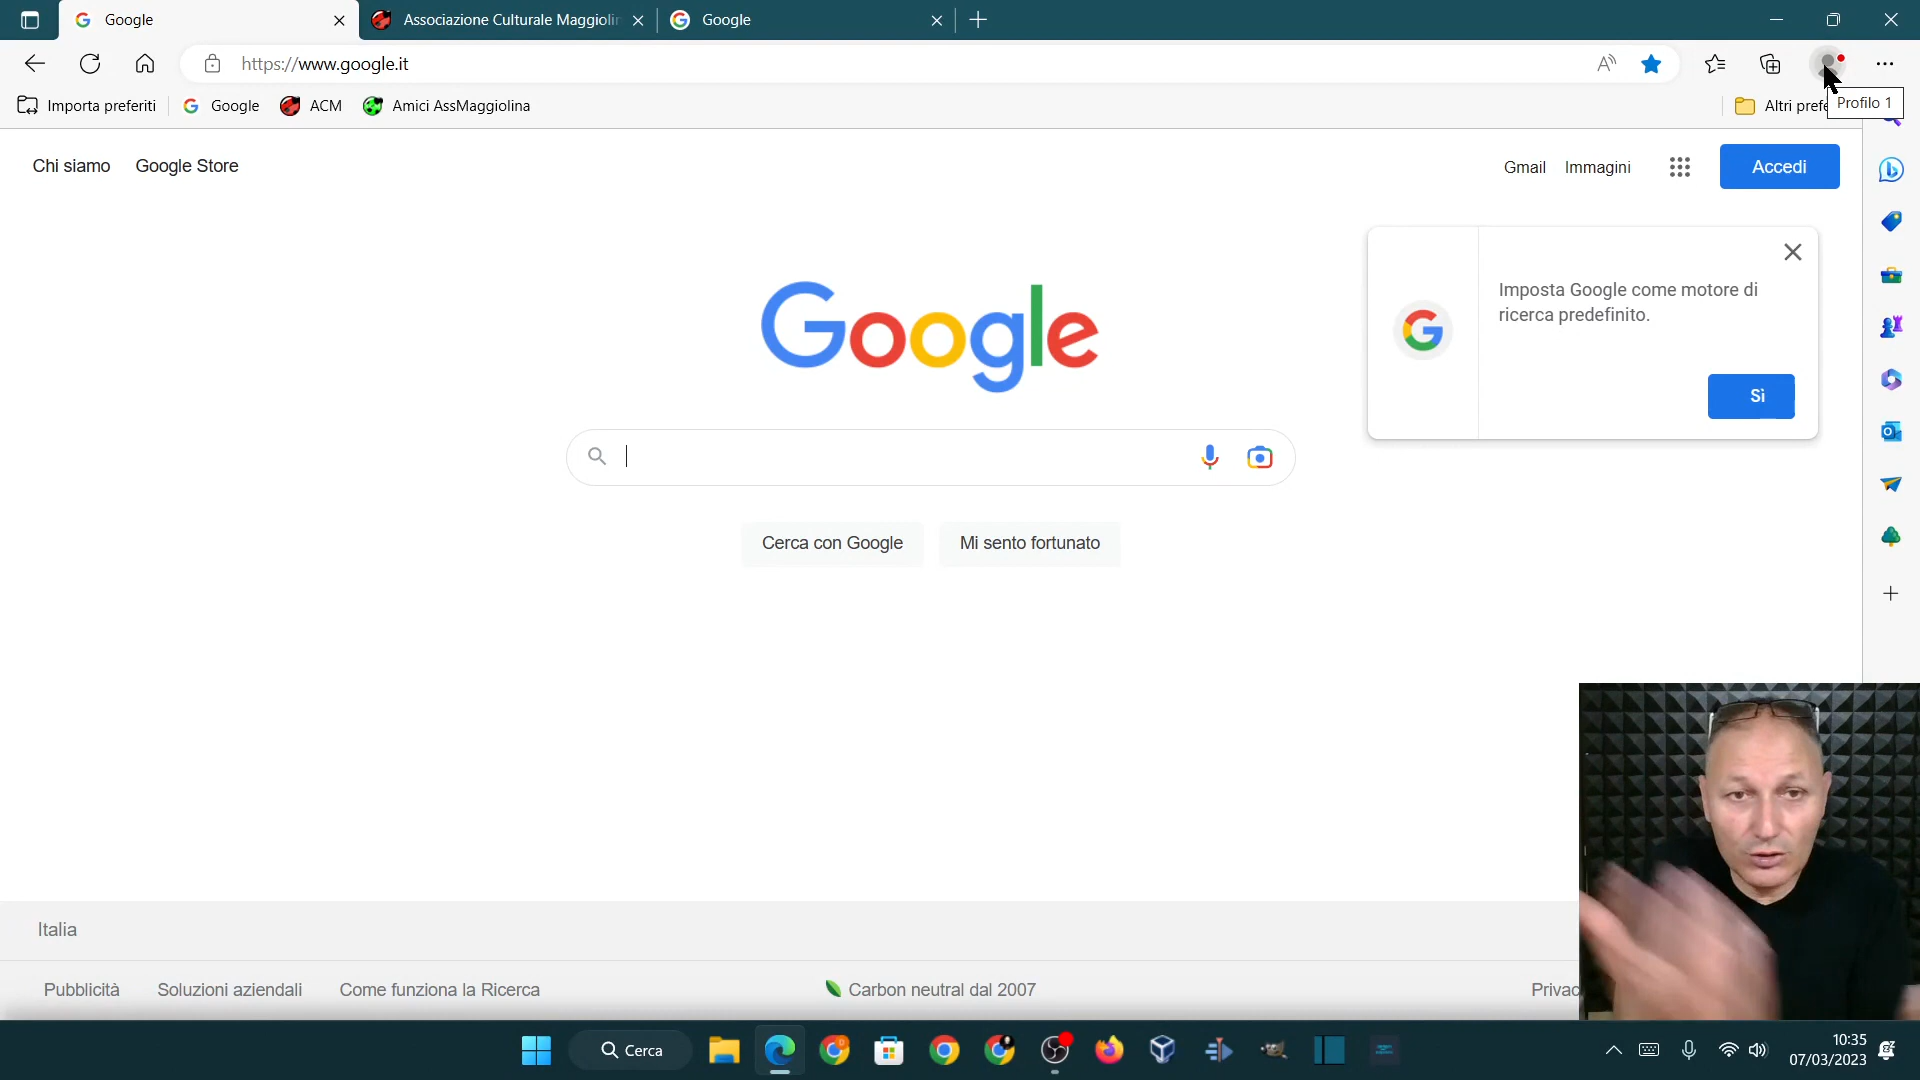 Google
Associazione Culturale Maggiolin
Google
https://www.google.it
Importa preferiti
Google
ACM
Amici AssMaggiolina
Altri prefe
Profilo 1
Chi siamo
Google Store
Gmail
Immagini
Accedi
Imposta Google come motore di
ricerca predefinito.
Sì
Google
Cerca con Google
Mi sento fortunato
Italia
Pubblicità
Soluzioni aziendali
Come funziona la Ricerca
Carbon neutral dal 2007
Privac
Cerca
10:35
07/03/2023